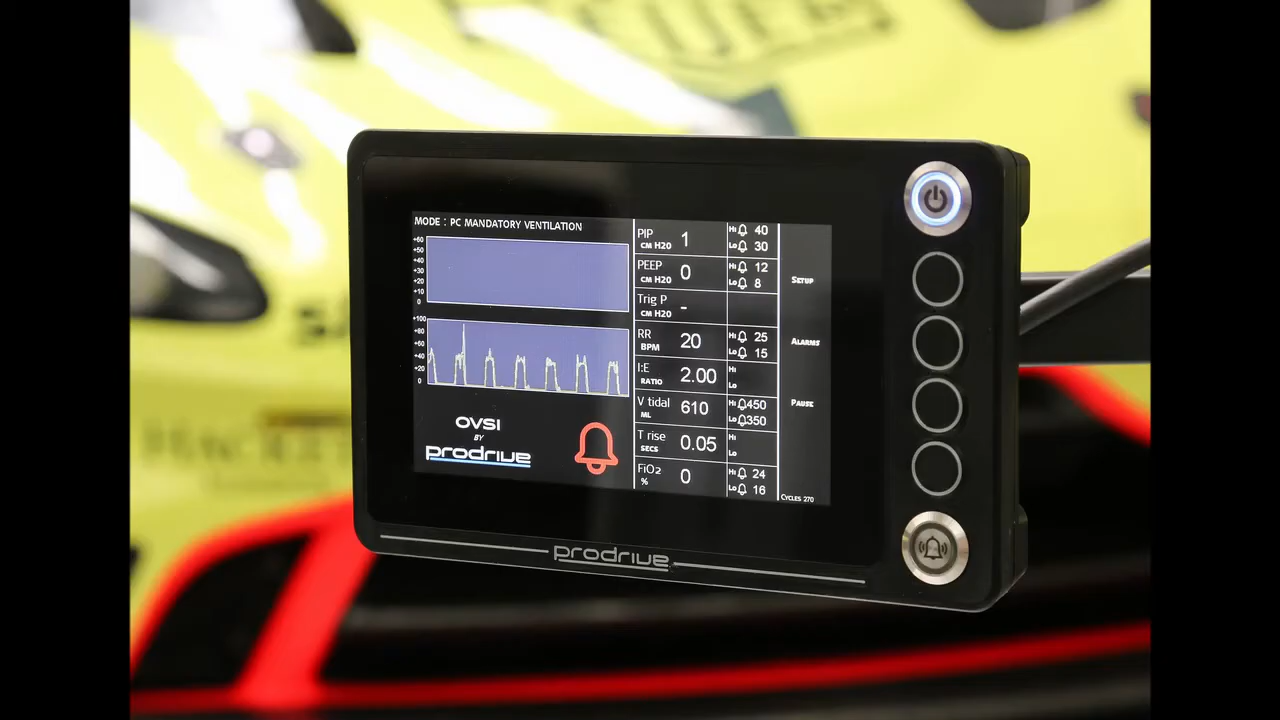 MODE : PC MANDATORY VENTILATION
+60
+50
+40
+30
+20
+10
0
+100
+80
+60
+40
+20
0
OVSI
BY
prodrive
PIP
CM H2O
1
Hi 40
Lo 30
PEEP
CM H2O
0
Hi 12
Lo 8
Trig P
CM H2O
-
RR
BPM
20
Hi 25
Lo 15
I:E
RATIO
2.00
Hi
Lo
V tidal
ML
610
Hi 450
Lo 350
T rise
SECS
0.05
Hi
Lo
FiO2
%
0
Hi 24
Lo 16
SETUP
ALARMS
PAUSE
CYCLES 270
prodrive